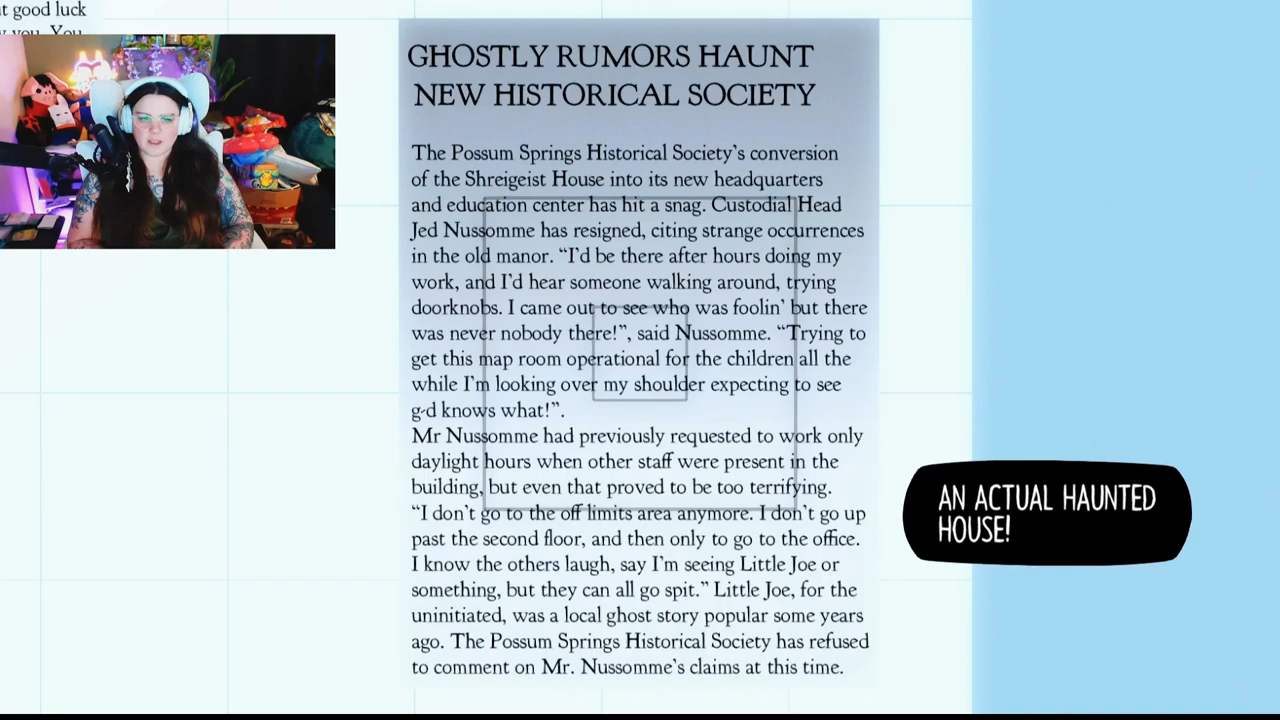 t good luck
y you. You
GHOSTLY RUMORS HAUNT
NEW HISTORICAL SOCIETY
The Possum Springs Historical Society's conversion
of the Shreigeist House into its new headquarters
and education center has hit a snag. Custodial Head
Jed Nussomme has resigned, citing strange occurrences
in the old manor. “I'd be there after hours doing my
work, and I'd hear someone walking around, trying
doorknobs. I came out to see who was foolin' but there
was never nobody there!”, said Nussomme. “Trying to
get this map room operational for the children all the
while I'm looking over my shoulder expecting to see
g-d knows what!”.
Mr Nussomme had previously requested to work only
daylight hours when other staff were present in the
building, but even that proved to be too terrifying.
“I don't go to the off limits area anymore. I don't go up
past the second floor, and then only to go to the office.
I know the others laugh, say I'm seeing Little Joe or
something, but they can all go spit.” Little Joe, for the
uninitiated, was a local ghost story popular some years
ago. The Possum Springs Historical Society has refused
to comment on Mr. Nussomme's claims at this time.
AN ACTUAL HAUNTED
HOUSE!